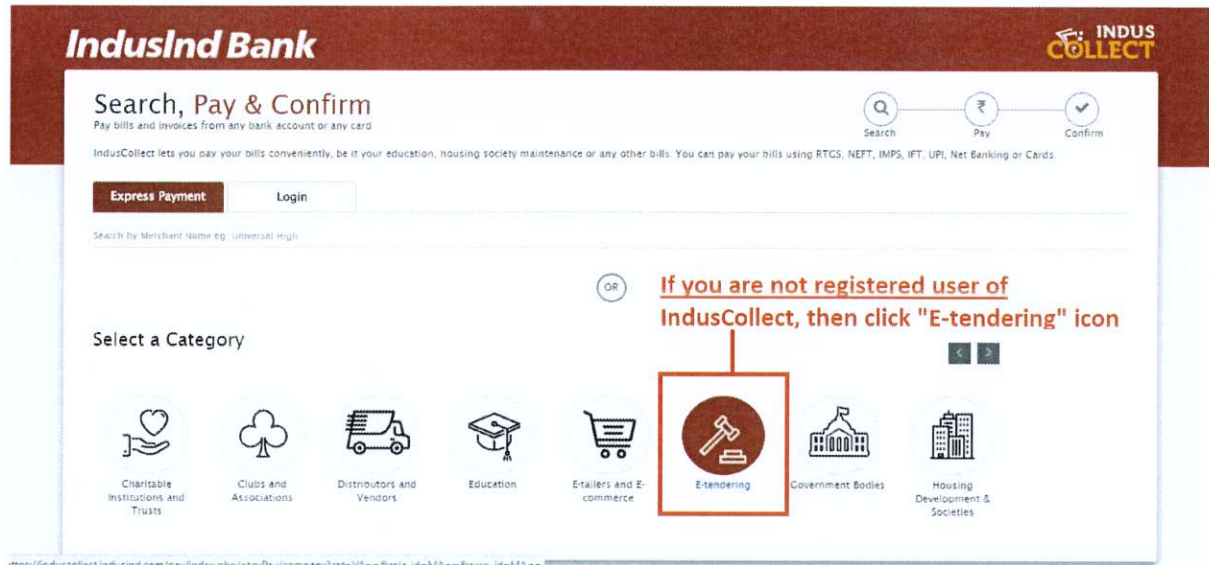 IndusInd Bank
INDUS
COLLECT
Search, Pay & Confirm
Pay bills and invoices from any bank account or any card
Search
Pay
Confirm
IndusCollect lets you pay your bills conveniently, be it your education, housing society maintenance or any other bills. You can pay your bills using RTGS, NEFT, IMPS, IFT, UPI, Net Banking or Cards.
Express Payment
Login
Search by Merchant Name eg. Universal High
OR
If you are not registered user of
IndusCollect, then click "E-tendering" icon
Select a Category
< >
Charitable
Institutions and
Trusts
Clubs and
Associations
Distributors and
Vendors
Education
E-tailers and E-
commerce
E-tendering
Government Bodies
Housing
Development &
Societies